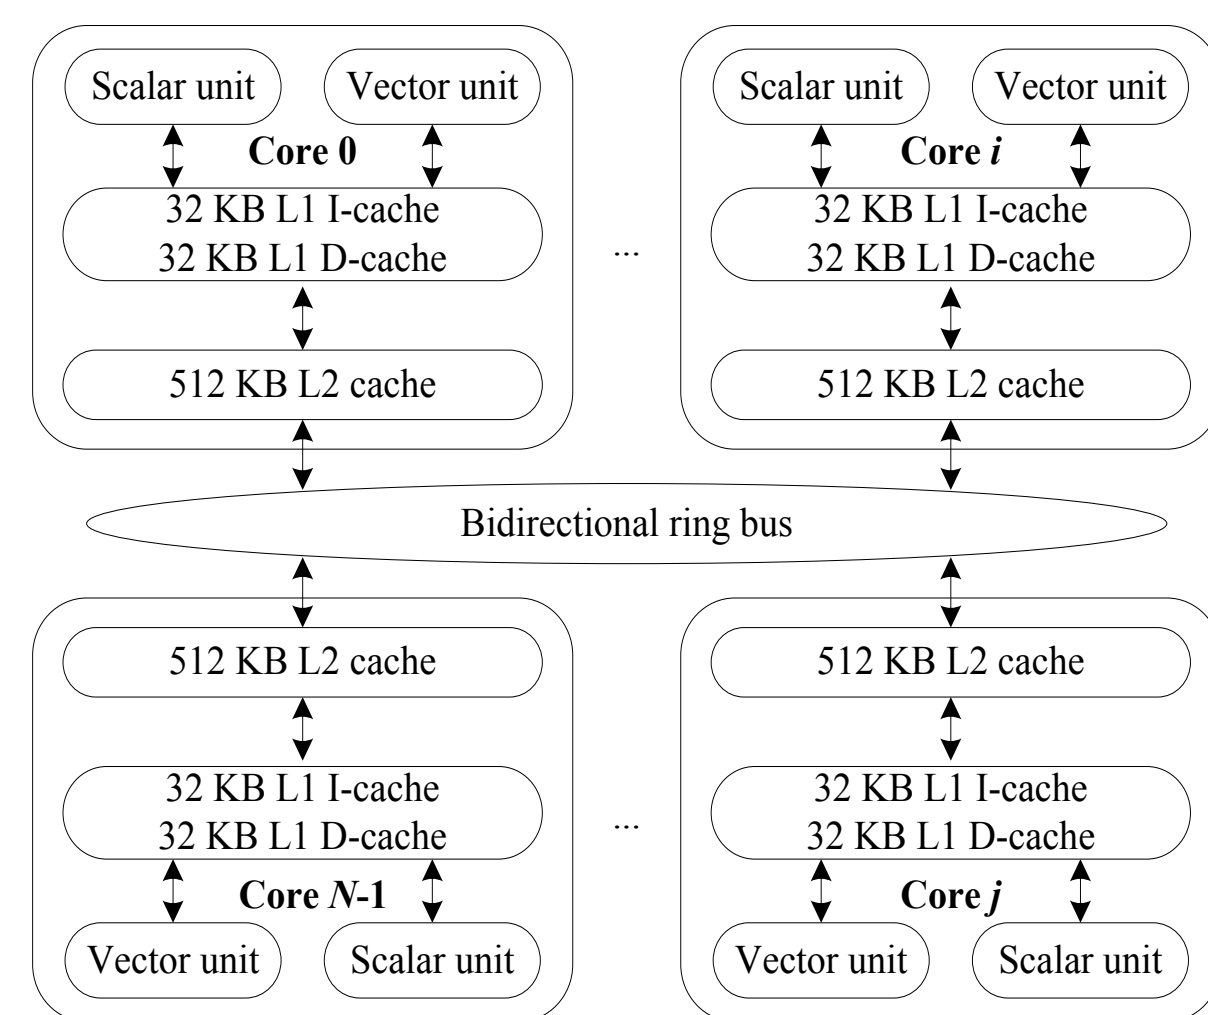 Scalar unit
Vector unit
Core 0
32 KB L1 I-cache
32 KB L1 D-cache
512 KB L2 cache
...
Scalar unit
Vector unit
Core i
32 KB L1 I-cache
32 KB L1 D-cache
512 KB L2 cache
Bidirectional ring bus
512 KB L2 cache
32 KB L1 I-cache
32 KB L1 D-cache
Core N-1
Vector unit
Scalar unit
...
512 KB L2 cache
32 KB L1 I-cache
32 KB L1 D-cache
Core j
Vector unit
Scalar unit